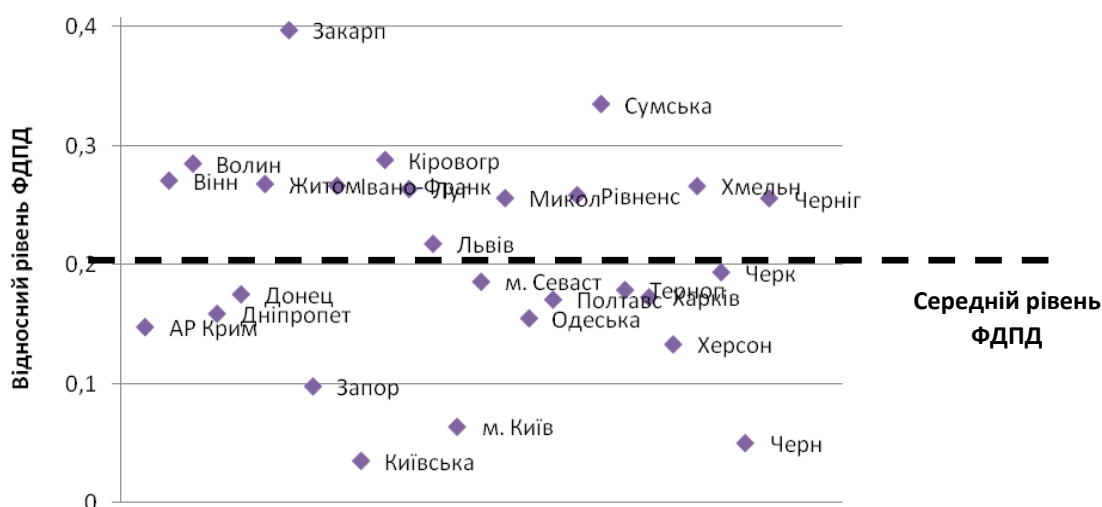 0,4
Закарп
Сумська
0,3
Кіровогр
Волин
Вінн
Житом
Івано-Франк
Луг
Микол
Рівненс
Хмельн
Черніг
Львів
0,2
Черк
м. Севаст
Терноп
Донец
Полтавс
Харків
Середній рівень
ФДПД
Дніпропет
Одеська
АР Крим
Херсон
0,1
Запор
м. Київ
Черн
Київська
0
Відносний рівень ФДПД